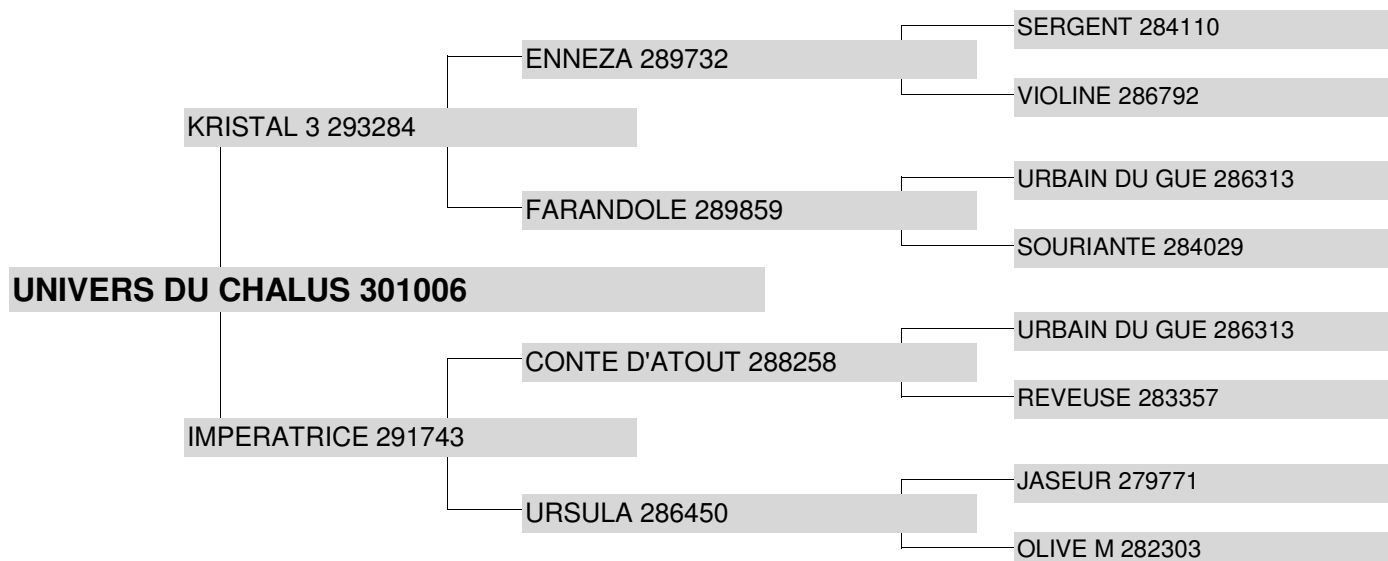 SERGENT 284110
ENNEZA 289732
VIOLINE 286792
KRISTAL 3 293284
URBAIN DU GUE 286313
FARANDOLE 289859
SOURIANTE 284029
UNIVERS DU CHALUS 301006
URBAIN DU GUE 286313
CONTE D'ATOUT 288258
REVEUSE 283357
IMPERATRICE 291743
JASEUR 279771
URSULA 286450
OLIVE M 282303